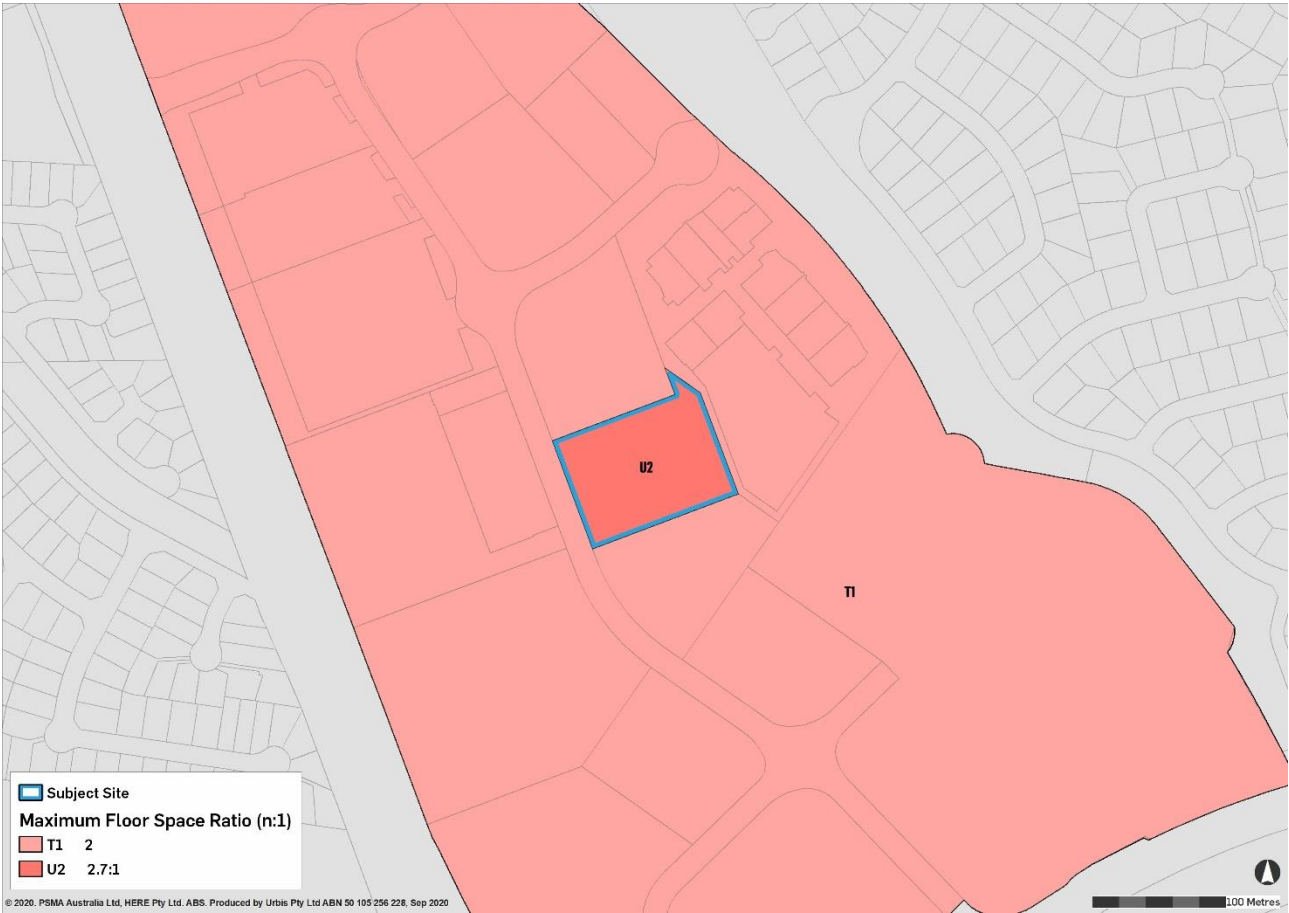 U2
T1
Subject Site
Maximum Floor Space Ratio (n:1)
T1 2
U2 2.7:1
© 2020. PSMA Australia Ltd, HERE Pty Ltd. ABS. Produced by Urbis Pty Ltd ABN 50 105 256 228, Sep 2020
100 Metres